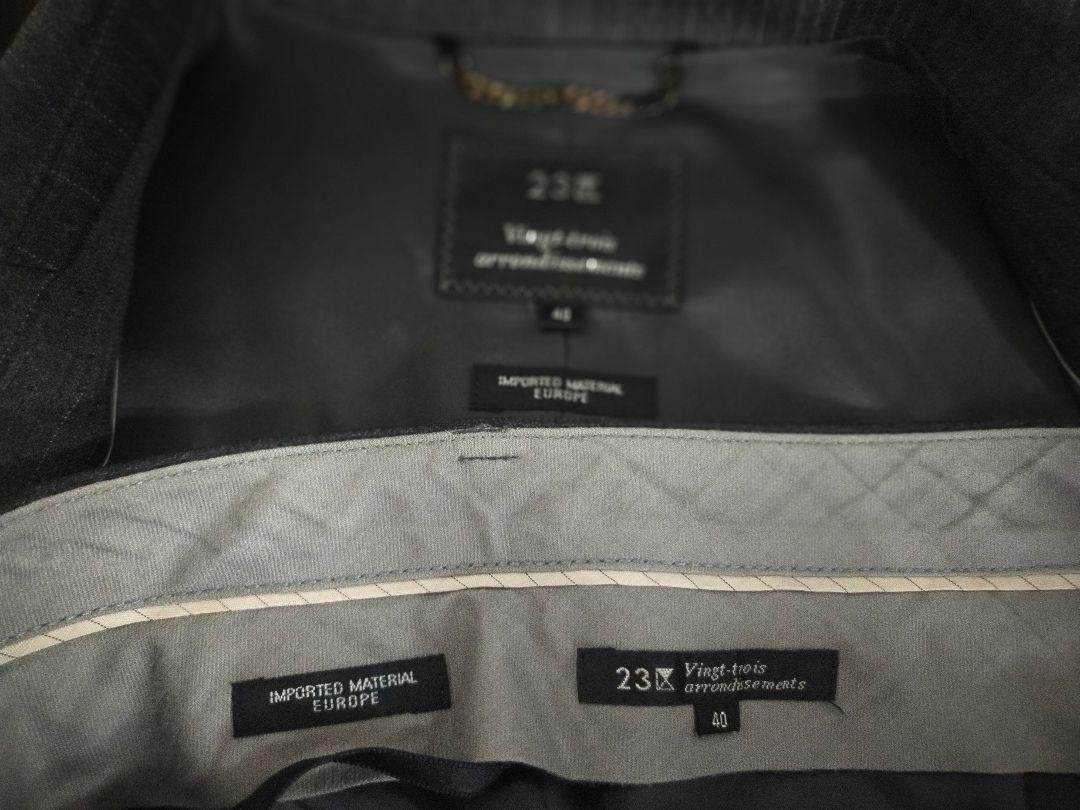 23区
Vingt-trois
arrondissements
40
IMPORTED MATERIAL
EUROPE
IMPORTED MATERIAL
EUROPE
23区 Vingt-trois
arrondissements
40